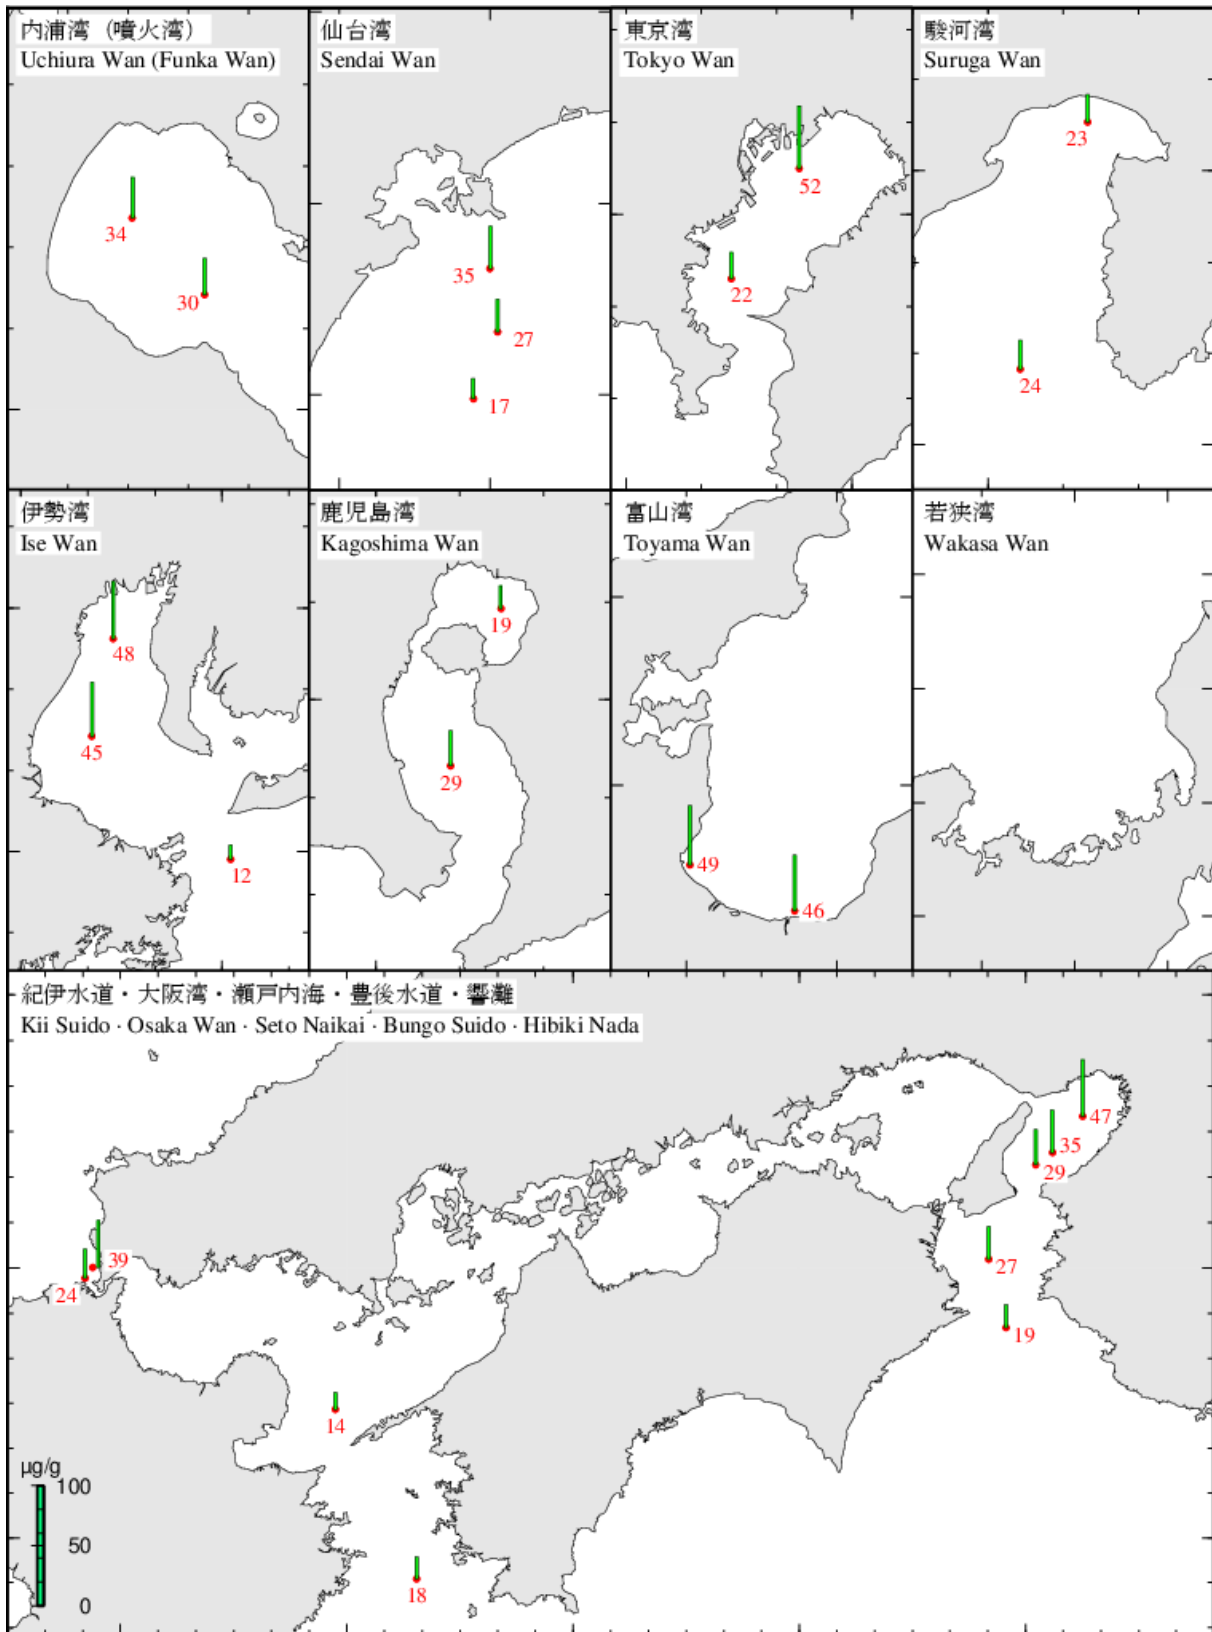 内浦湾（噴火湾）
Uchiura Wan (Funka Wan)
34
30
仙台湾
Sendai Wan
35
27
17
東京湾
Tokyo Wan
52
22
駿河湾
Suruga Wan
23
24
伊勢湾
Ise Wan
48
45
12
鹿児島湾
Kagoshima Wan
19
29
富山湾
Toyama Wan
49
46
若狭湾
Wakasa Wan
紀伊水道・大阪湾・瀬戸内海・豊後水道・響灘
Kii Suido · Osaka Wan · Seto Naikai · Bungo Suido · Hibiki Nada
47
35
29
39
27
24
19
14
18
µg/g
100
50
0